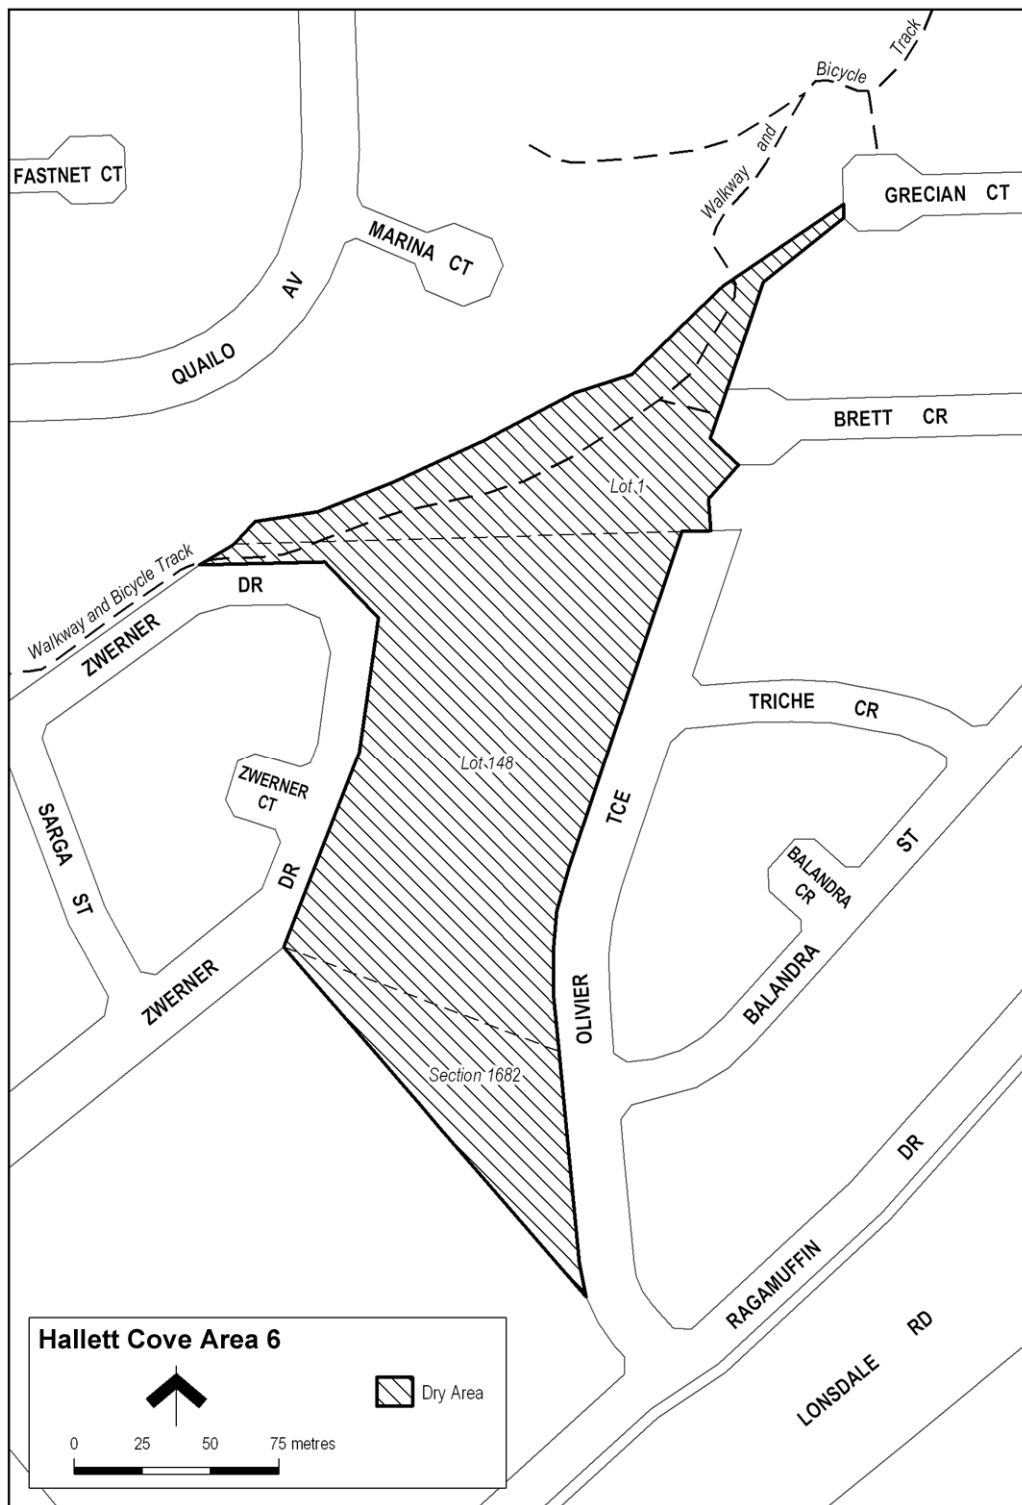 Track
Bicycle
and
Walkway
FASTNET CT
GRECIAN CT
MARINA CT
AV
QUAILO
BRETT CR
Lot 1
Walkway and Bicycle Track
DR
ZWERNER
TRICHE CR
Lot 148
ZWERNER
CT
TCE
SARGA ST
ST
BALANDRA
CR
DR
ZWERNER
BALANDRA
OLIVIER
Section 1682
DR
RAGAMUFFIN
LONSDALE RD
Hallett Cove Area 6
Dry Area
0 25 50 75 metres